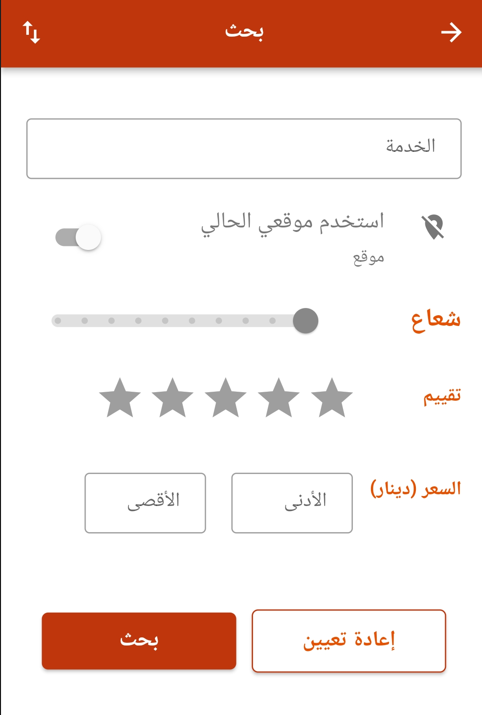 بحث
الخدمة
استخدم موقعي الحالي
موقع
شعاع
تقييم
السعر (دينار)
الأدنى
الأقصى
إعادة تعيين
بحث